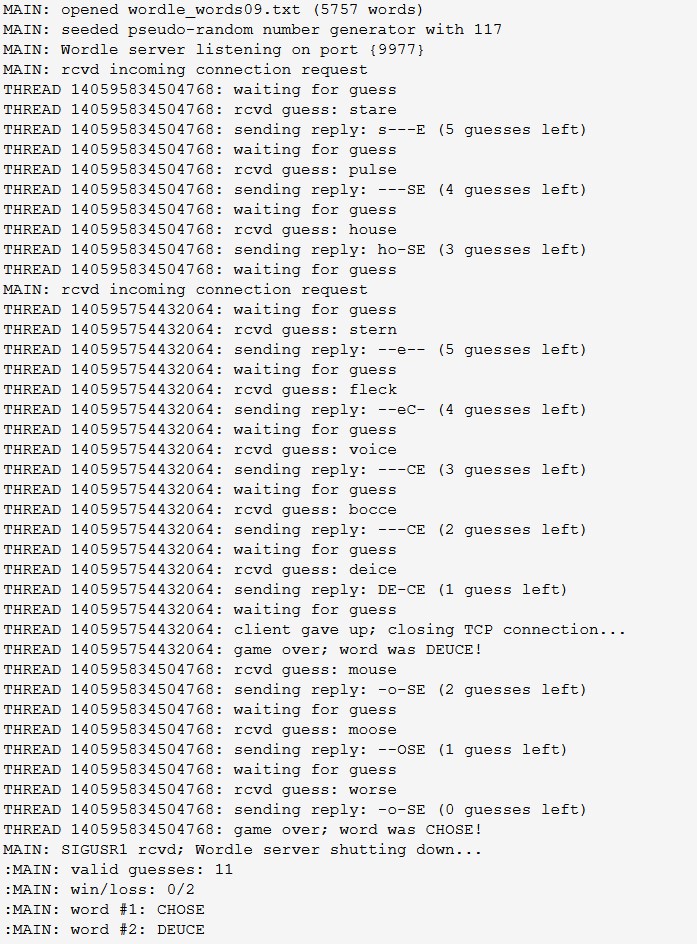 MAIN: opened wordle_words09.txt (5757 words)
MAIN: seeded pseudo-random number generator with 117
MAIN: Wordle server listening on port {9977}
MAIN: rcvd incoming connection request
THREAD 140595834504768: waiting for guess
THREAD 140595834504768: rcvd guess: stare
THREAD 140595834504768: sending reply: s---E (5 guesses left)
THREAD 140595834504768: waiting for guess
THREAD 140595834504768: rcvd guess: pulse
THREAD 140595834504768: sending reply: ---SE (4 guesses left)
THREAD 140595834504768: waiting for guess
THREAD 140595834504768: rcvd guess: house
THREAD 140595834504768: sending reply: ho-SE (3 guesses left)
THREAD 140595834504768: waiting for guess
MAIN: rcvd incoming connection request
THREAD 140595754432064: waiting for guess
THREAD 140595754432064: rcvd guess: stern
THREAD 140595754432064: sending reply: --e-- (5 guesses left)
THREAD 140595754432064: waiting for guess
THREAD 140595754432064: rcvd guess: fleck
THREAD 140595754432064: sending reply: --eC- (4 guesses left)
THREAD 140595754432064: waiting for guess
THREAD 140595754432064: rcvd guess: voice
THREAD 140595754432064: sending reply: ---CE (3 guesses left)
THREAD 140595754432064: waiting for guess
THREAD 140595754432064: rcvd guess: bocce
THREAD 140595754432064: sending reply: ---CE (2 guesses left)
THREAD 140595754432064: waiting for guess
THREAD 140595754432064: rcvd guess: deice
THREAD 140595754432064: sending reply: DE-CE (1 guess left)
THREAD 140595754432064: waiting for guess
THREAD 140595754432064: client gave up; closing TCP connection...
THREAD 140595754432064: game over; word was DEUCE!
THREAD 140595834504768: rcvd guess: mouse
THREAD 140595834504768: sending reply: -o-SE (2 guesses left)
THREAD 140595834504768: waiting for guess
THREAD 140595834504768: rcvd guess: moose
THREAD 140595834504768: sending reply: --OSE (1 guess left)
THREAD 140595834504768: waiting for guess
THREAD 140595834504768: rcvd guess: worse
THREAD 140595834504768: sending reply: -o-SE (0 guesses left)
THREAD 140595834504768: game over; word was CHOSE!
MAIN: SIGUSR1 rcvd; Wordle server shutting down...
:MAIN: valid guesses: 11
:MAIN: win/loss: 0/2
:MAIN: word #1: CHOSE
:MAIN: word #2: DEUCE